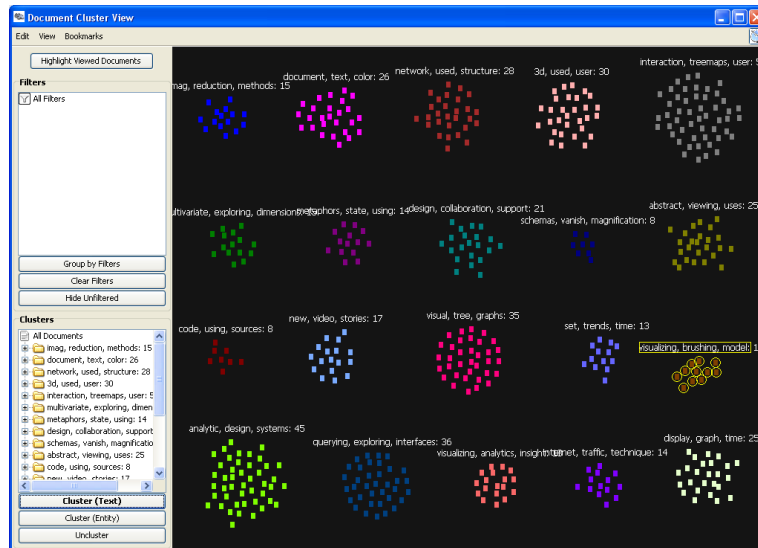 Document Cluster View
Edit View Bookmarks
Highlight Viewed Documents
Filters
All Filters
Group by Filters
Clear Filters
Hide Unfiltered
Clusters
All Documents
imag, reduction, methods: 15
document, text, color: 26
network, used, structure: 28
3d, used, user: 30
interaction, treemaps, user: 5
multivariate, exploring, dimen
metaphors, state, using: 14
design, collaboration, support:
schemas, vanish, magnificatio
abstract, viewing, uses: 25
code, using, sources: 8
new, video, stories: 17
Cluster (Text)
Cluster (Entity)
Uncluster
mag, reduction, methods: 15
document, text, color: 26
network, used, structure: 28
3d, used, user: 30
interaction, treemaps, user: 5
ultivariate, exploring, dimensions:
metaphors, state, using: 14
design, collaboration, support: 21
schemas, vanish, magnification: 8
abstract, viewing, uses: 25
code, using, sources: 8
new, video, stories: 17
visual, tree, graphs: 35
set, trends, time: 13
visualizing, brushing, model: 1
analytic, design, systems: 45
querying, exploring, interfaces: 36
visualizing, analytics, insight:
internet, traffic, technique: 14
display, graph, time: 25